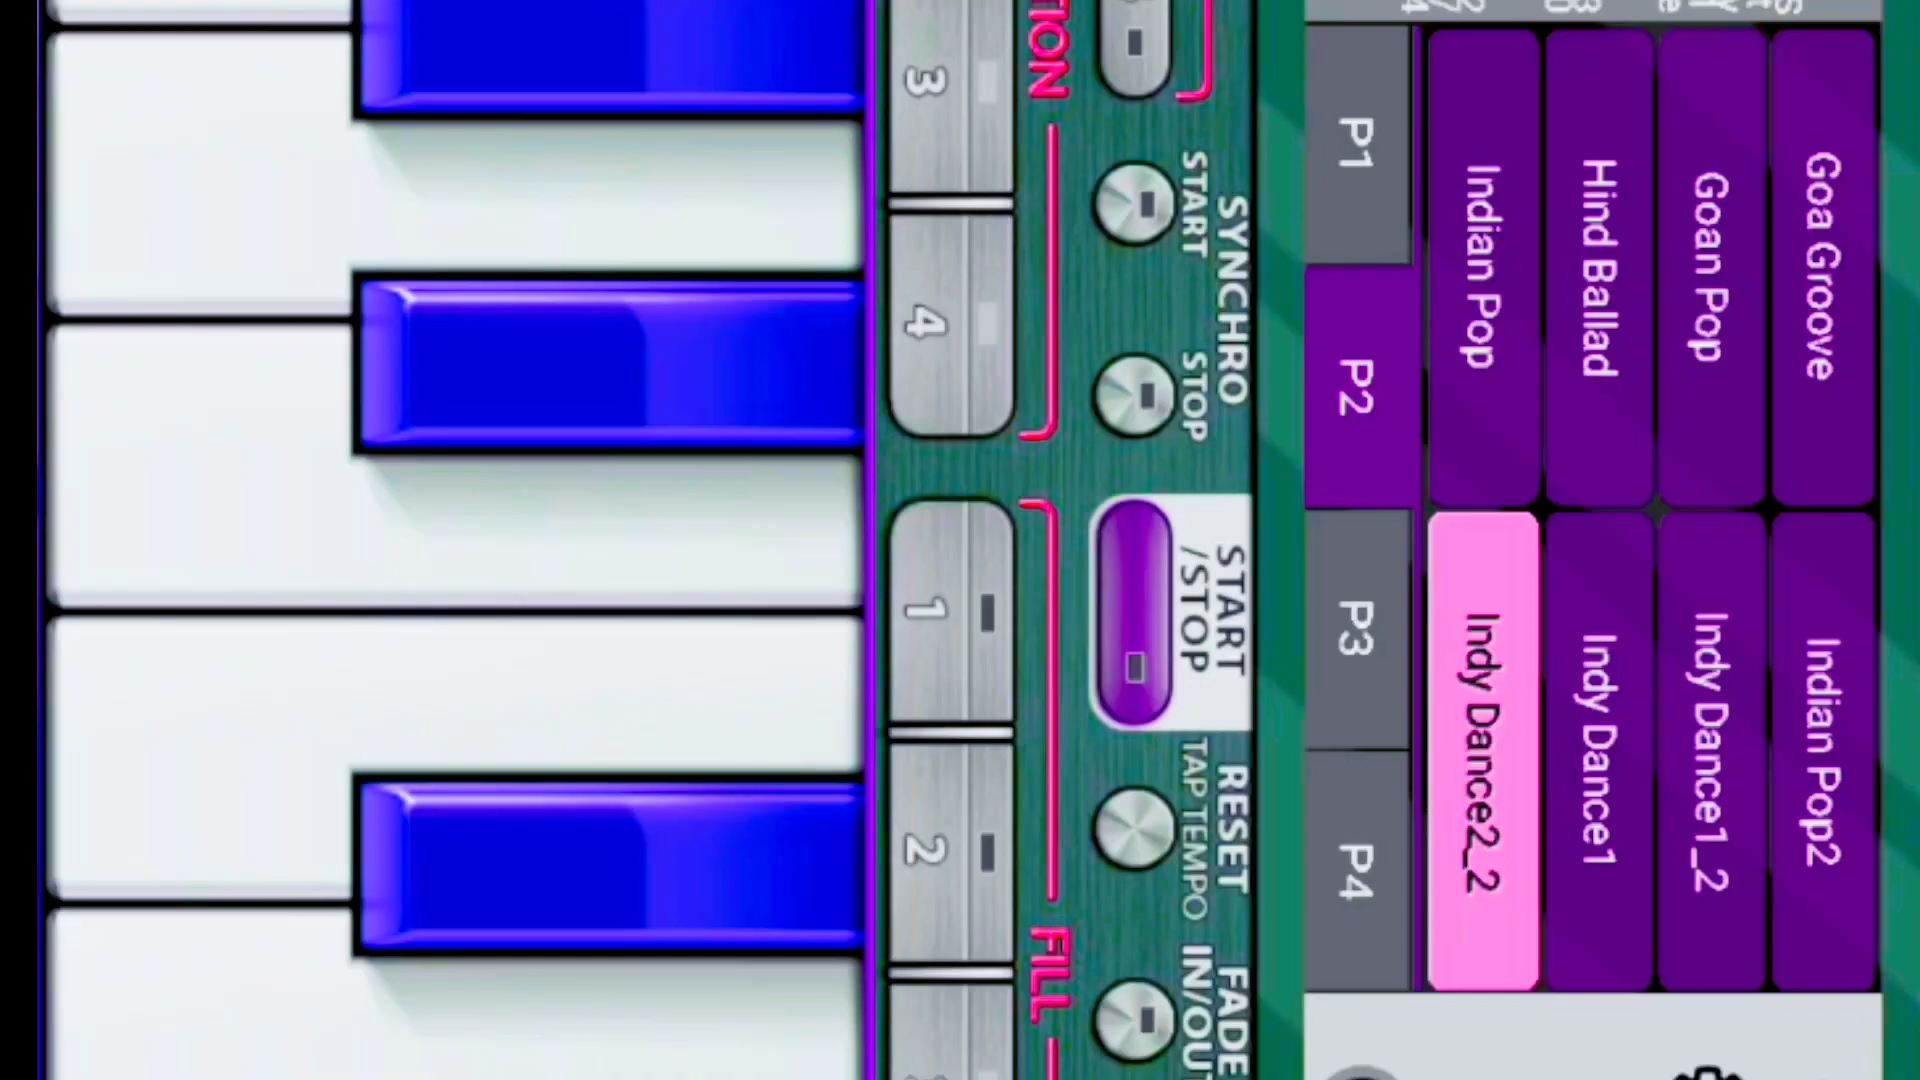 Goa Groove
Indian Pop2
Goan Pop
Indy Dance1_2
Hind Ballad
Indy Dance1
Indian Pop
Indy Dance2_2
P1
P2
P3
P4
SYNCHRO
START
STOP
START
/STOP
RESET
TAP TEMPO
FADE
IN/OUT
TION
FILL
3
4
1
2